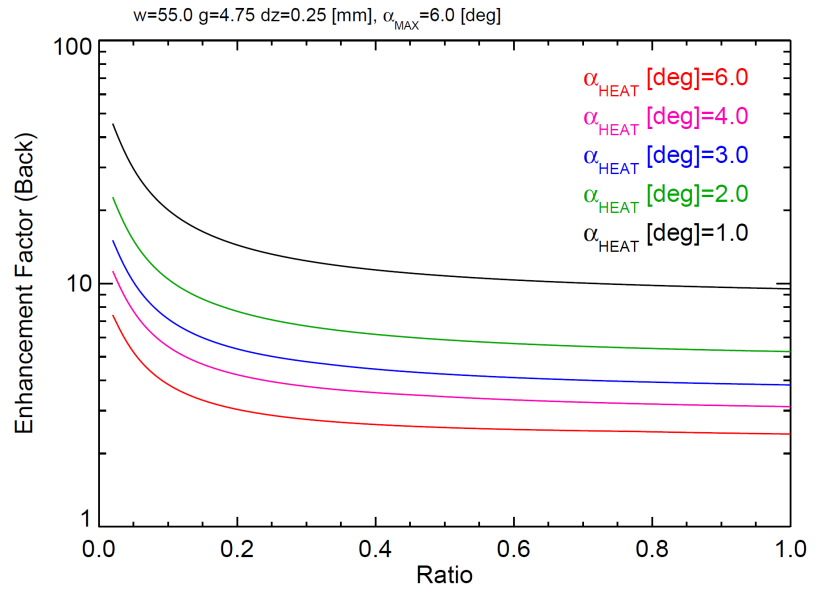 w=55.0 g=4.75 dz=0.25 [mm], αMAX=6.0 [deg]
100
10
1
Enhancement Factor (Back)
αHEAT [deg]=6.0
αHEAT [deg]=4.0
αHEAT [deg]=3.0
αHEAT [deg]=2.0
αHEAT [deg]=1.0
0.0 0.2 0.4 0.6 0.8 1.0
Ratio